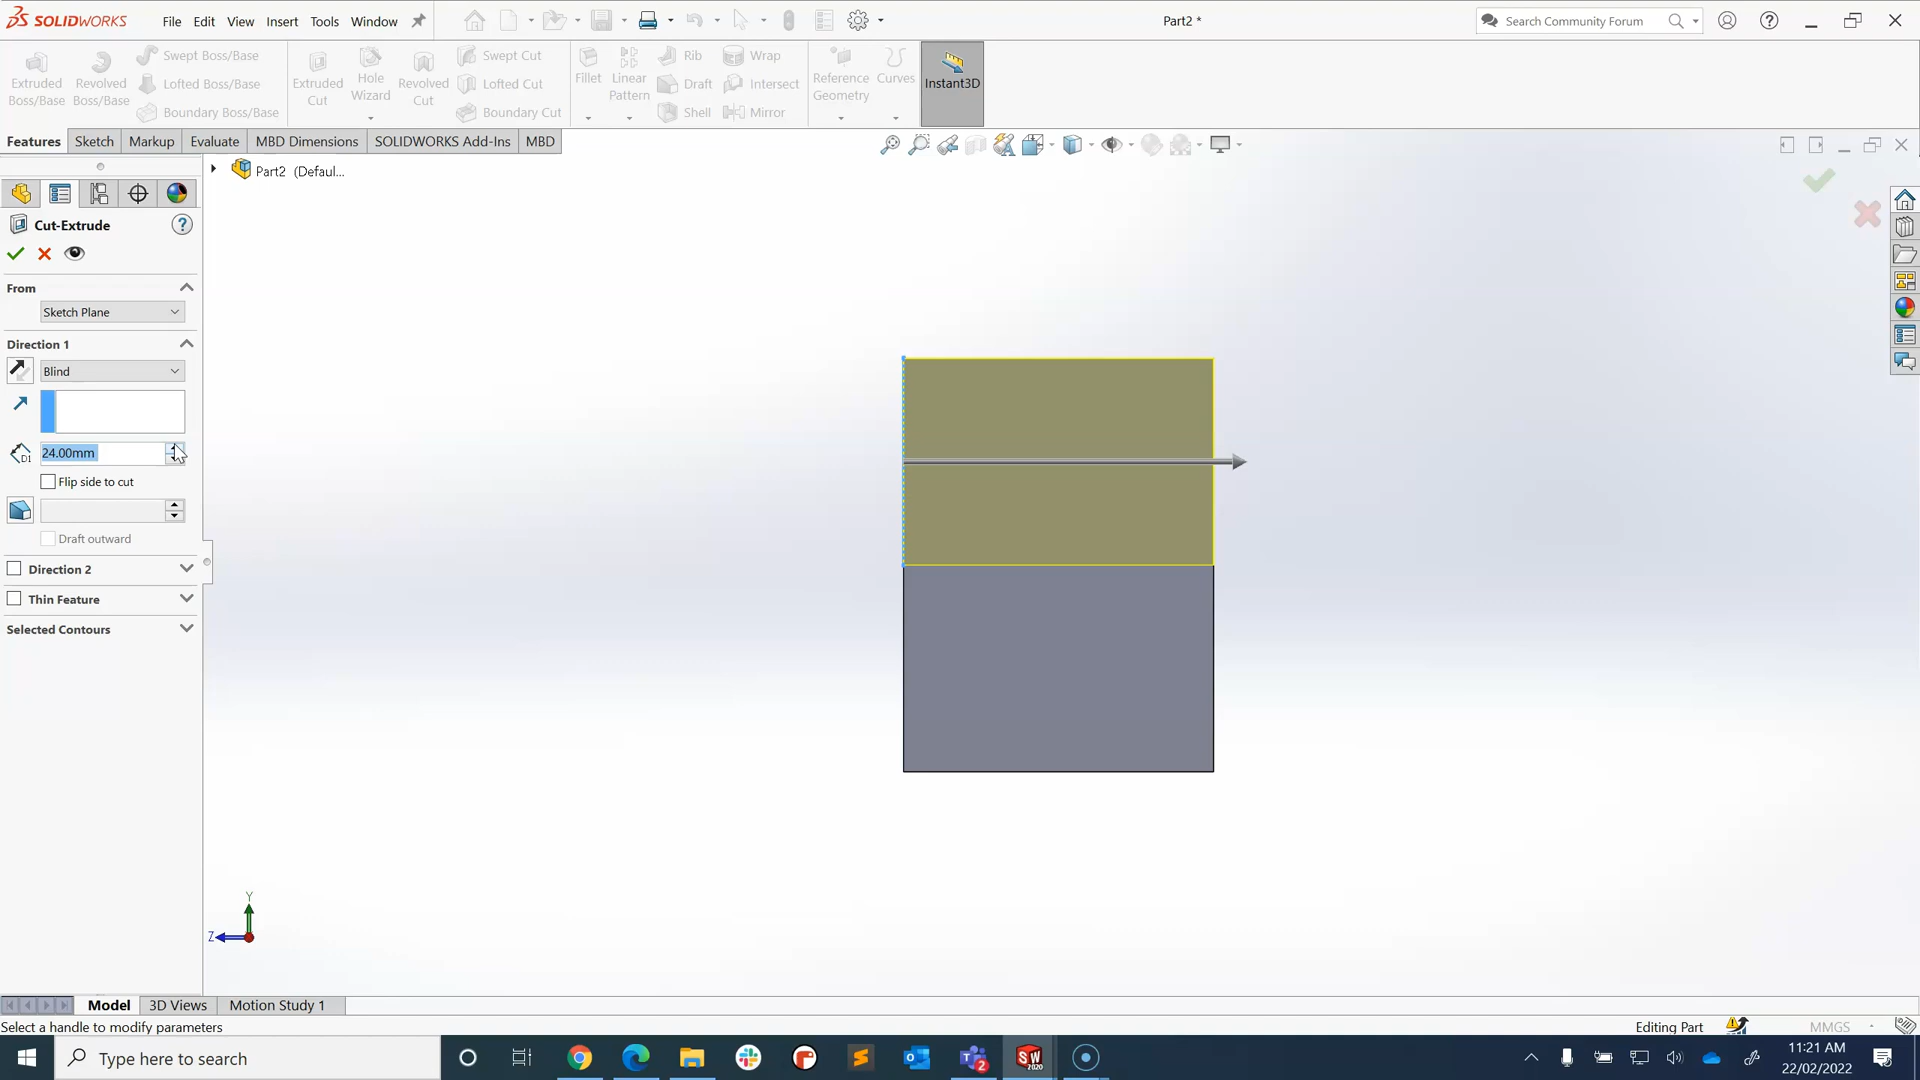 SOLIDWORKS File Edit View Insert Tools Window Part2 * Search Community Forum
Extruded Boss/Base
Revolved Boss/Base
Swept Boss/Base
Lofted Boss/Base
Boundary Boss/Base
Extruded Cut
Hole Wizard
Revolved Cut
Swept Cut
Lofted Cut
Boundary Cut
Fillet
Linear Pattern
Rib
Draft
Shell
Wrap
Intersect
Mirror
Reference Geometry
Curves
Instant3D
Features Sketch Markup Evaluate MBD Dimensions SOLIDWORKS Add-Ins MBD
Part2 (Defaul...
Cut-Extrude
From
Sketch Plane
Direction 1
Blind
D1 24.00mm
Flip side to cut
Draft outward
Direction 2
Thin Feature
Selected Contours
Y
Z
Model 3D Views Motion Study 1
Select a handle to modify parameters Editing Part MMGS
Type here to search
2
SW
2020
11:21 AM
22/02/2022